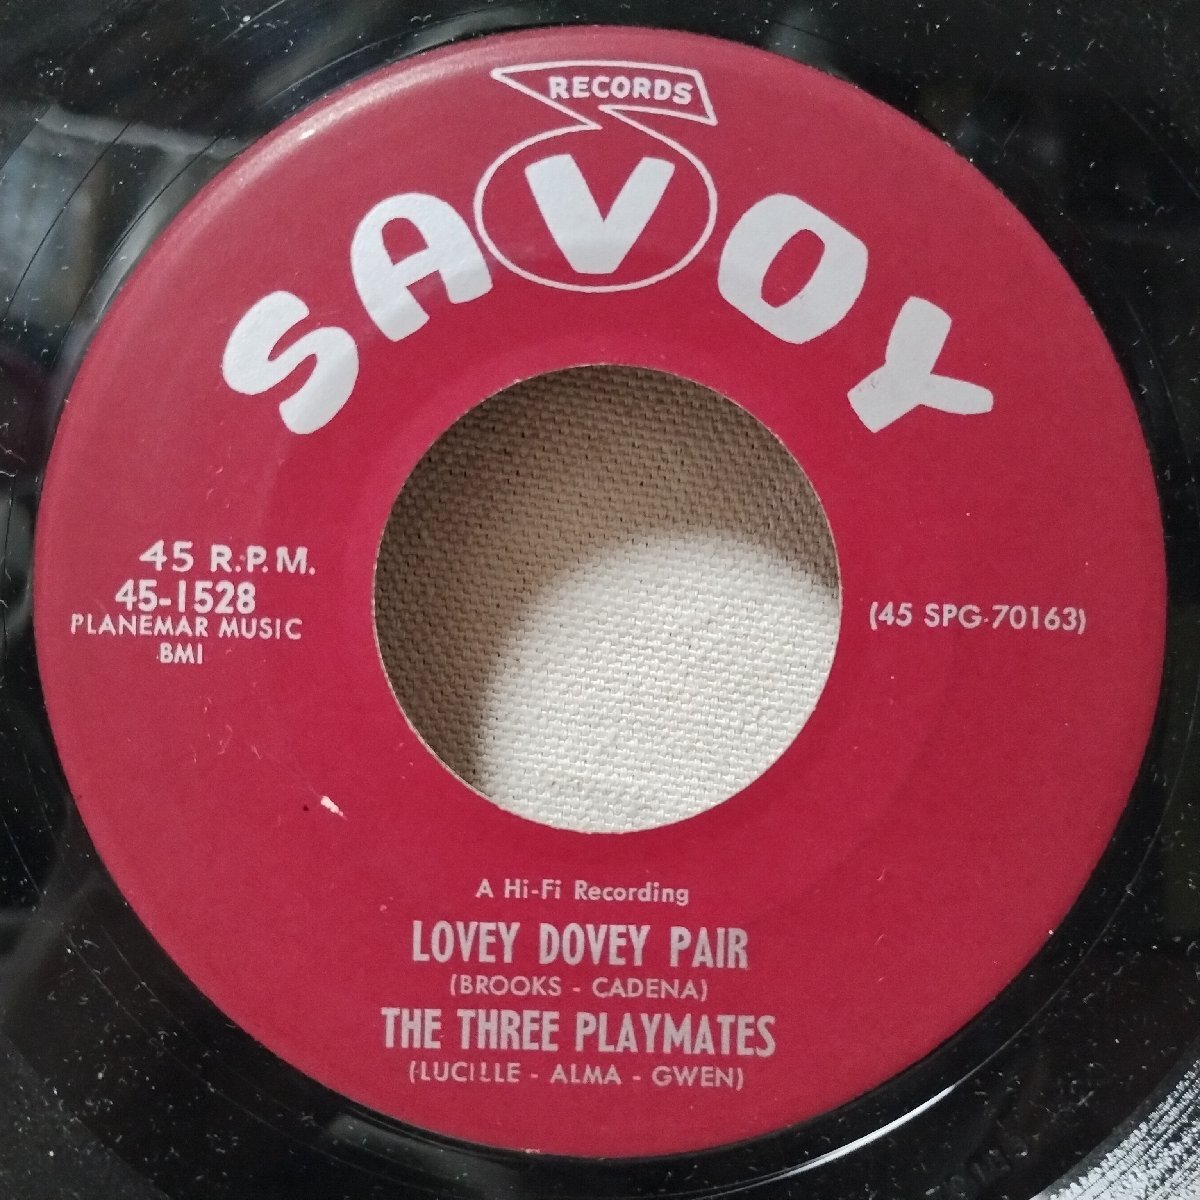 RECORDS
SAVOY
45 R.P.M.
45-1528
PLANEMAR MUSIC
BMI
(45 SPG-70163)
A Hi-Fi Recording
LOVEY DOVEY PAIR
(BROOKS - CADENA)
THE THREE PLAYMATES
(LUCILLE - ALMA - GWEN)